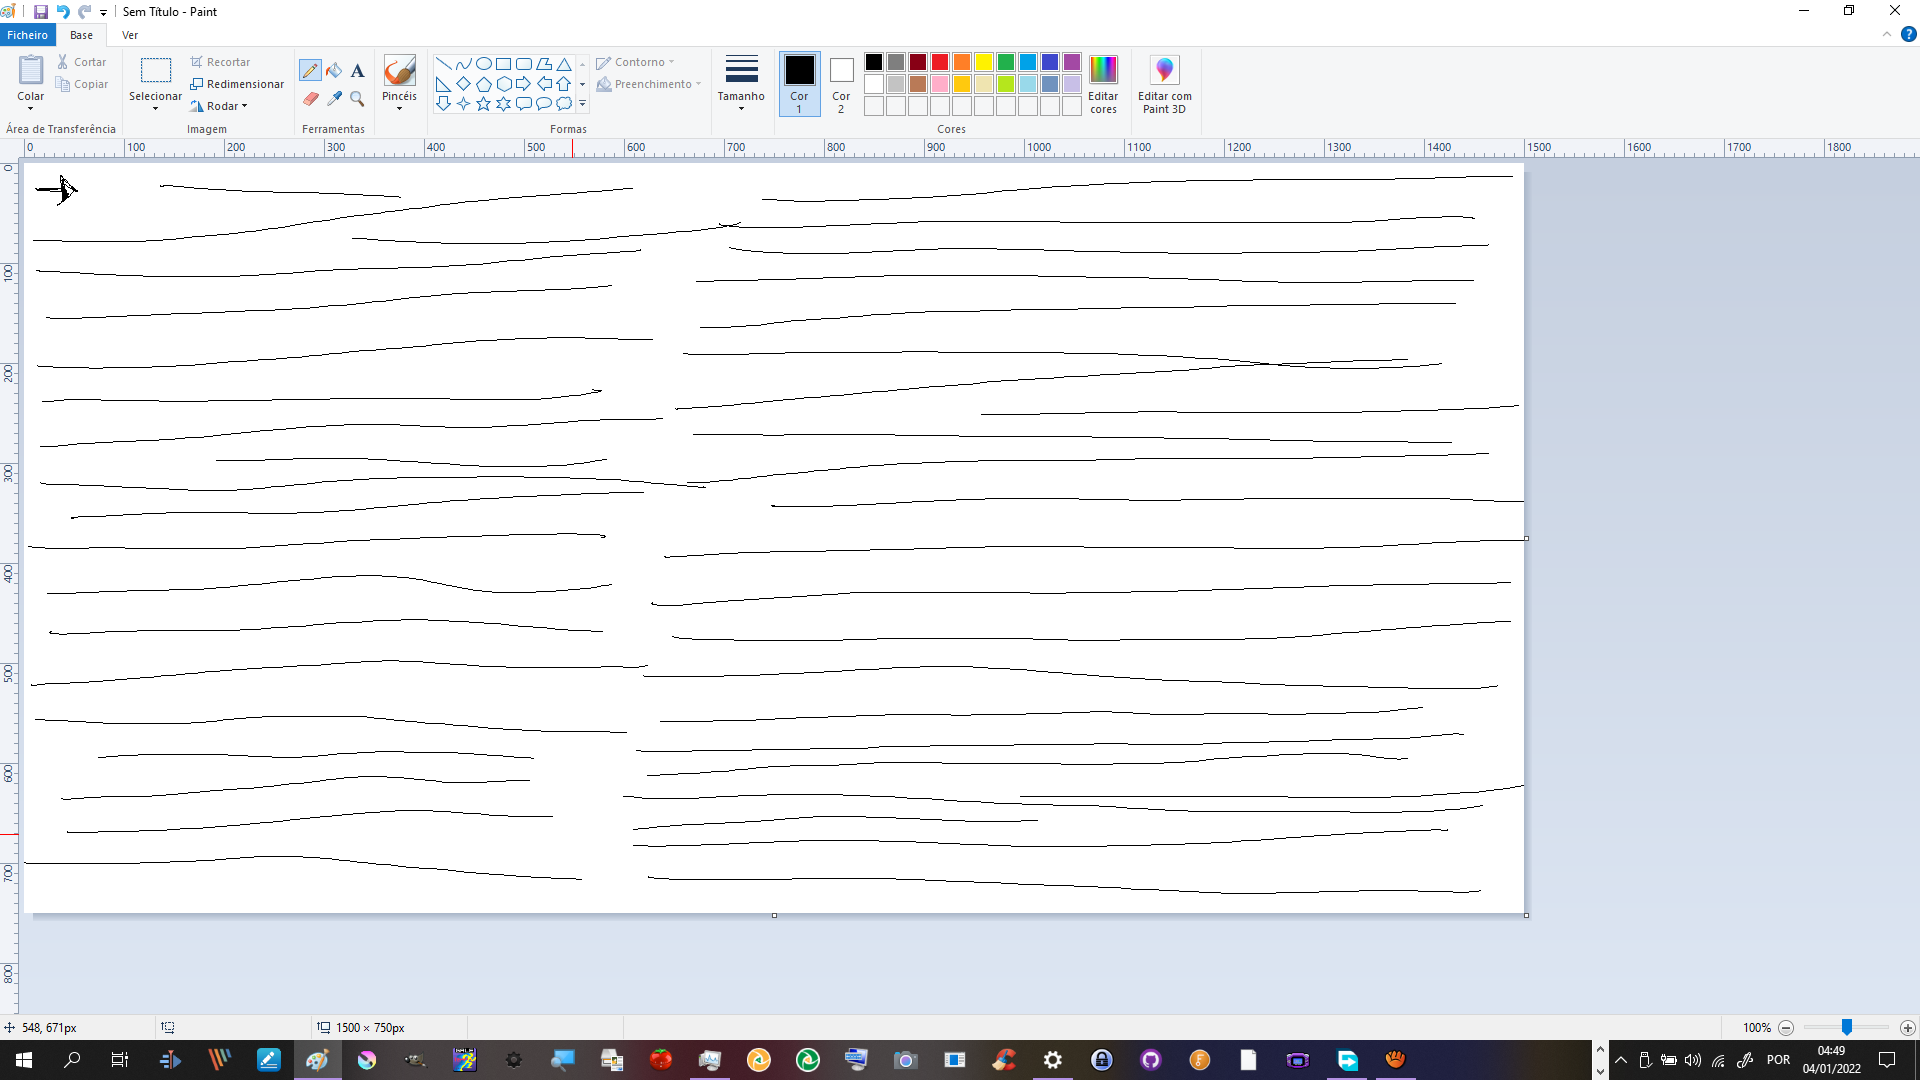 Sem Título - Paint
Ficheiro Base Ver
Colar
Cortar
Copiar
Área de Transferência
Selecionar
Recortar
Redimensionar
Rodar
Imagem
A
Ferramentas
Pincéis
Contorno
Preenchimento
Formas
Tamanho
Cor 1
Cor 2
Editar cores
Cores
Editar com Paint 3D
0 100 200 300 400 500 600 700 800 900 1000 1100 1200 1300 1400 1500 1600 1700 1800
0
100
200
300
400
500
600
700
800
548, 671px
1500 × 750px
100%
POR
04:49
04/01/2022